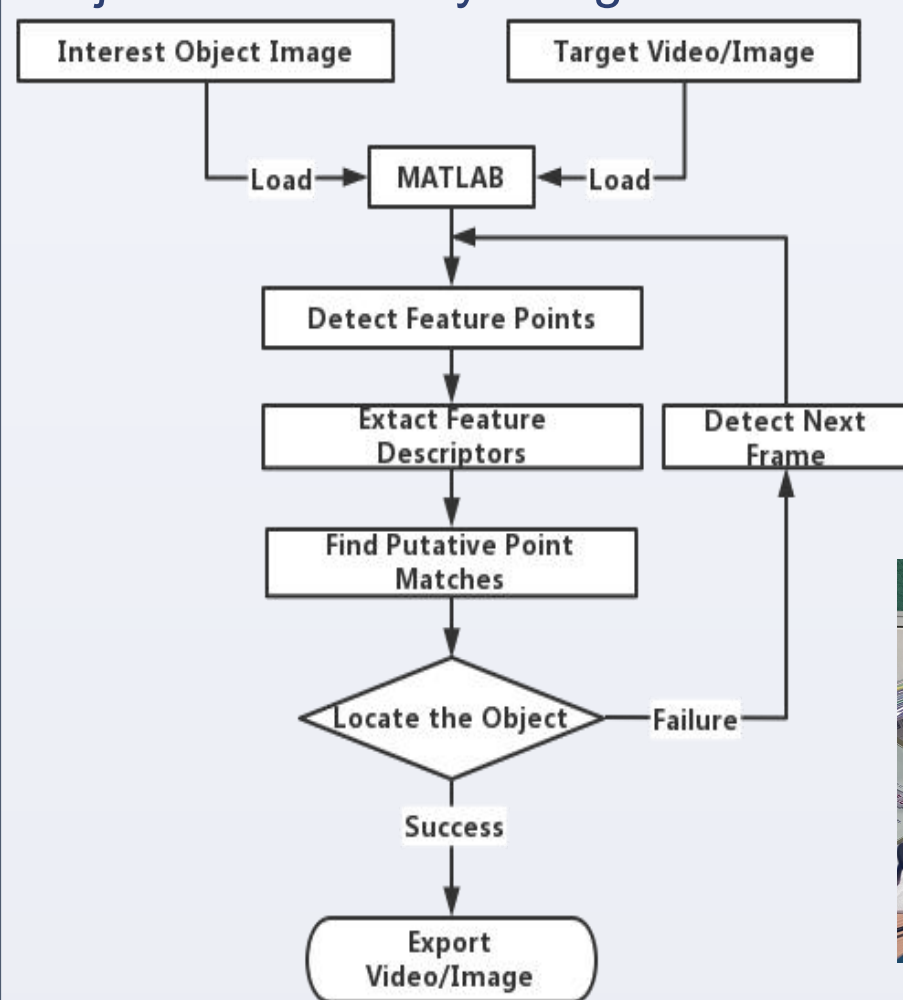 Interest Object Image
Target Video/Image
Load
MATLAB
Load
Detect Feature Points
Extact Feature
Descriptors
Detect Next
Frame
Find Putative Point
Matches
Locate the Object
Failure
Success
Export
Video/Image